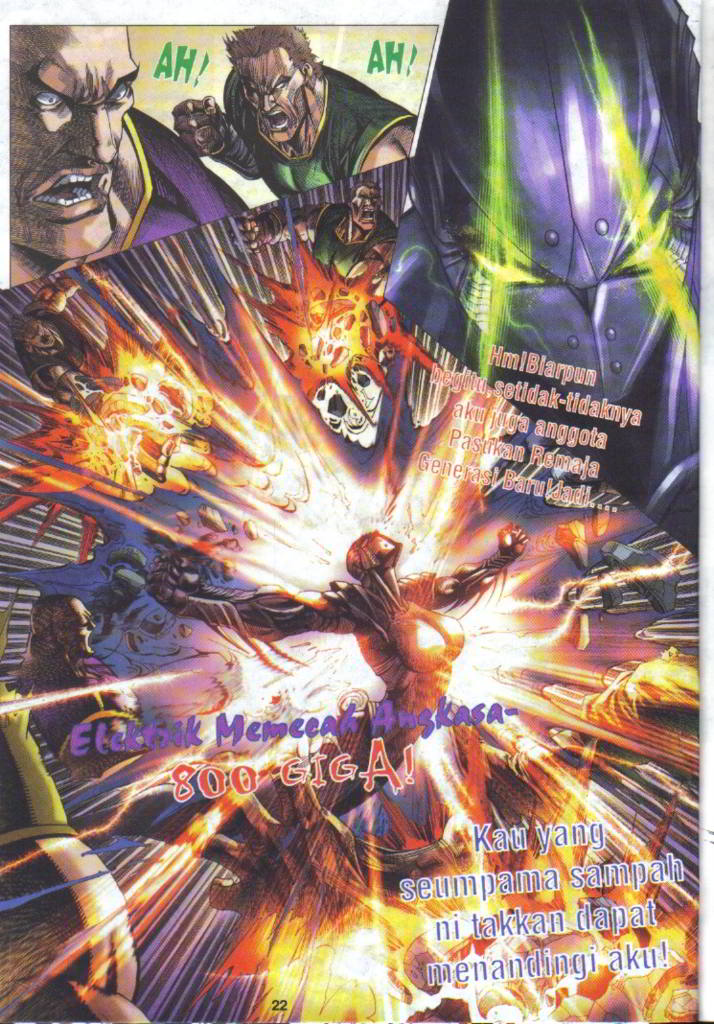 AH!
AH!
Hm!Biarpun
begitu,setidak-tidaknya
aku juga anggota
Pastikan Remaja
Generasi Baru!Jadi....
Elektrik Memecah Angkasa-
800 GIGA!
Kau yang
seumpama sampah
ni takkan dapat
menandingi aku!
22